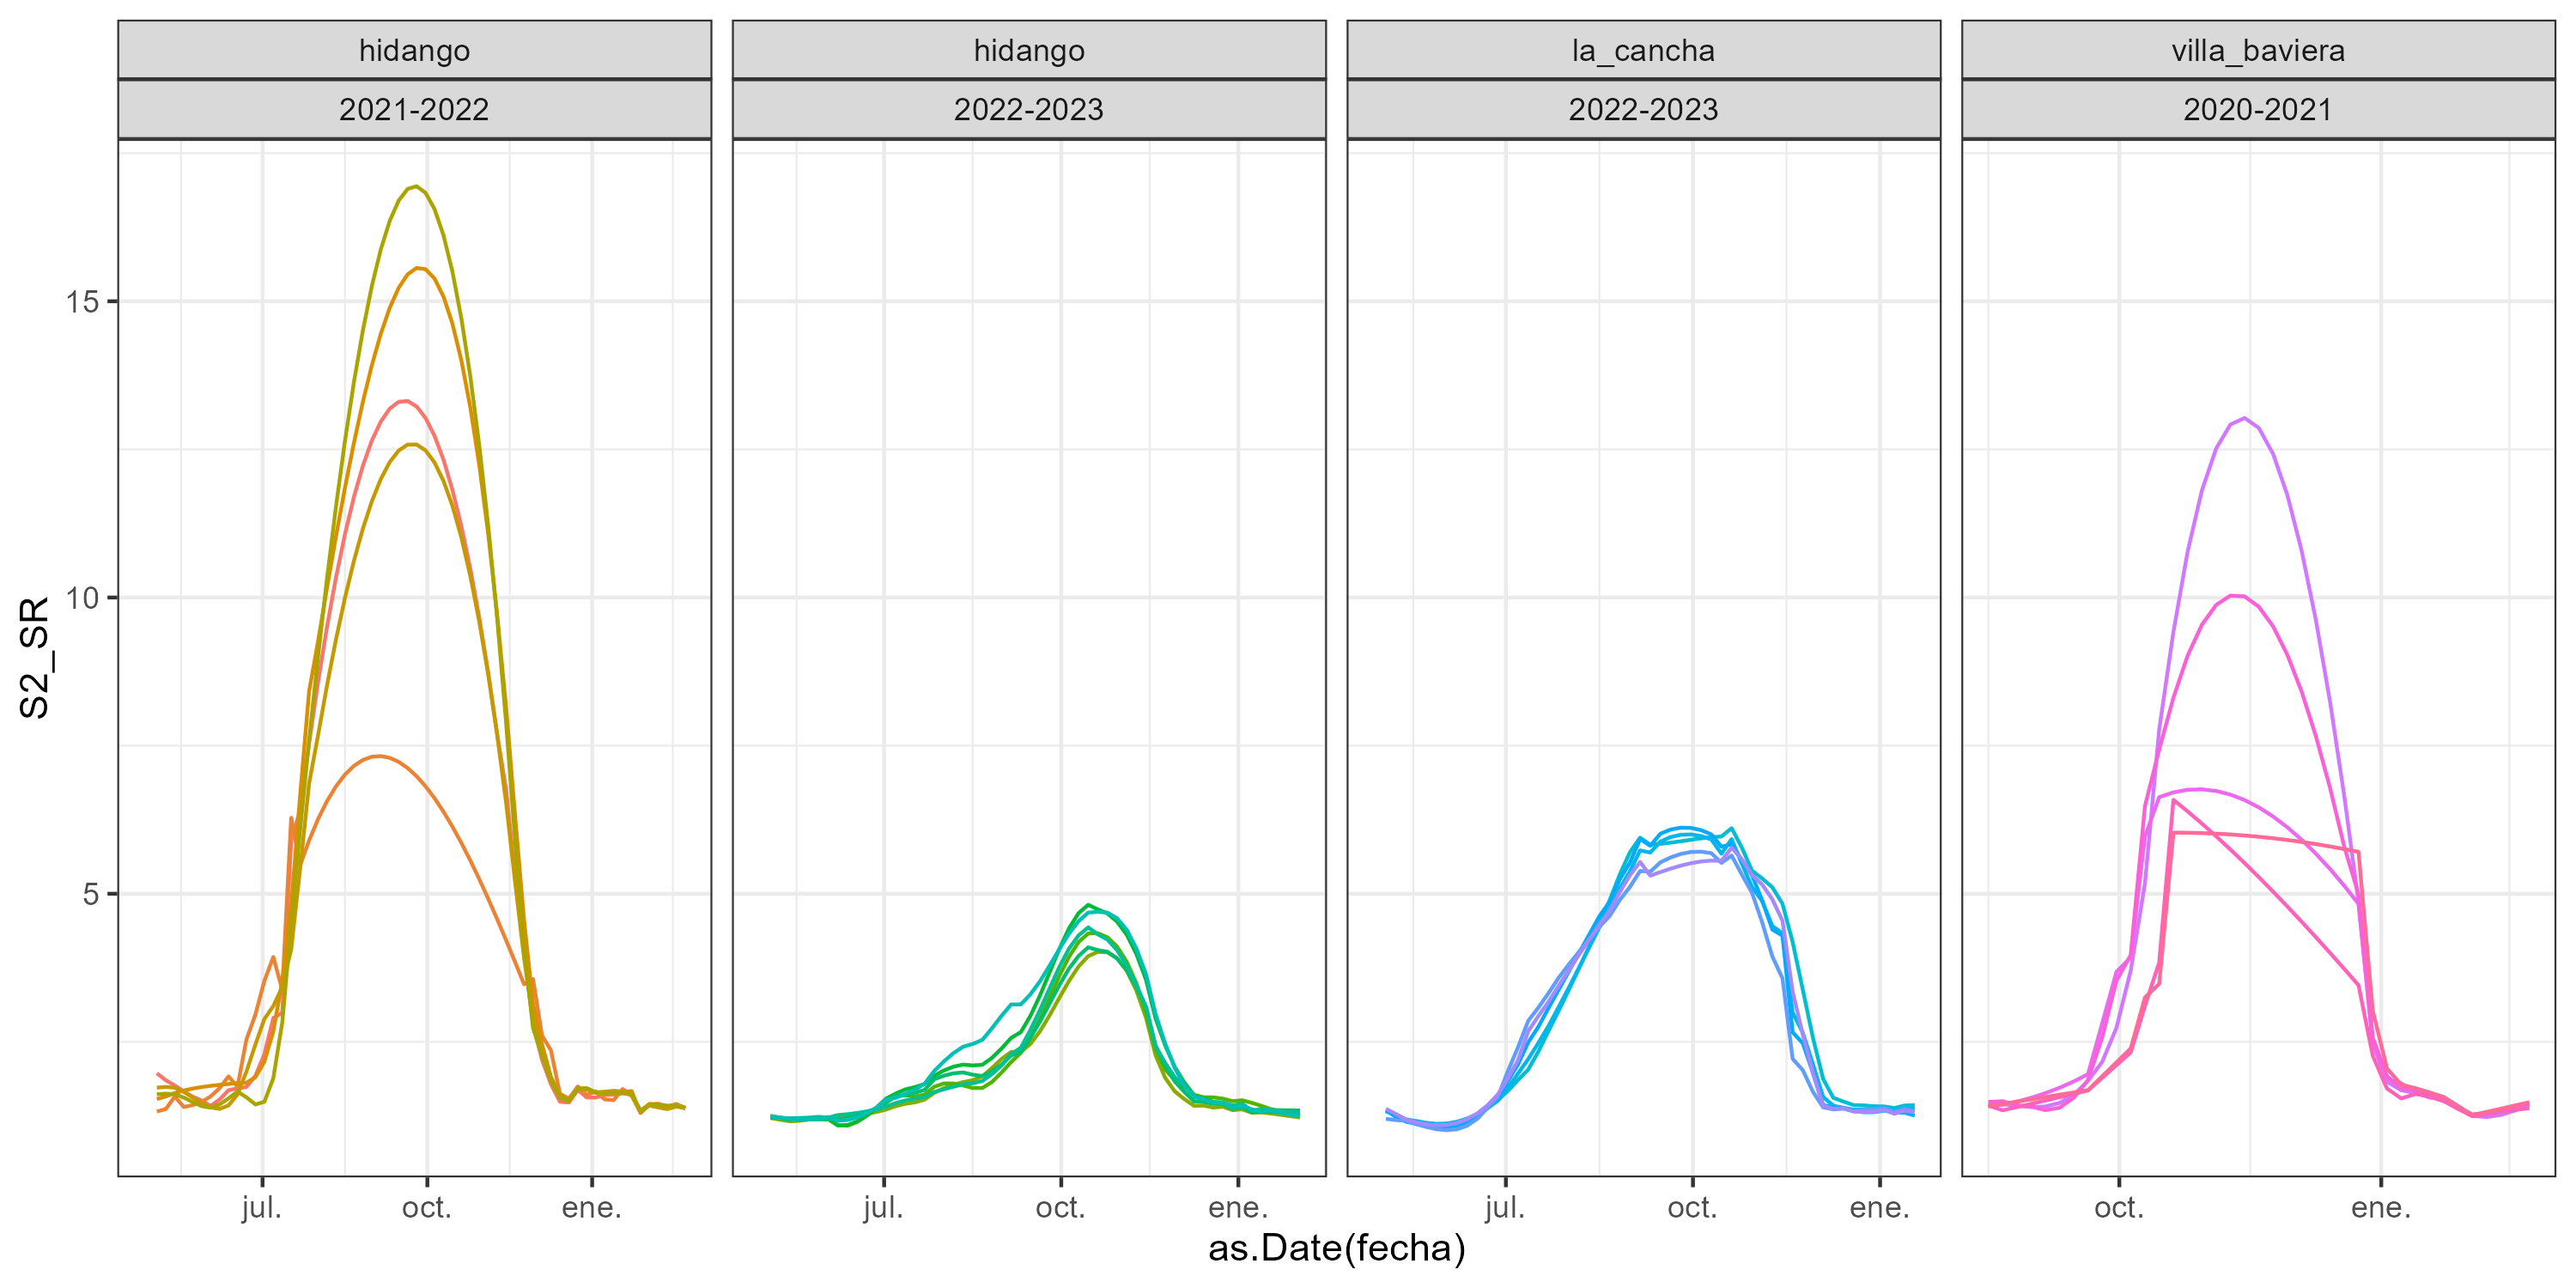 hidango
hidango
la_cancha
villa_baviera
2021-2022
2022-2023
2022-2023
2020-2021
S2_SR
15
10
5
jul.
oct.
ene.
jul.
oct.
ene.
jul.
oct.
ene.
oct.
ene.
as.Date(fecha)